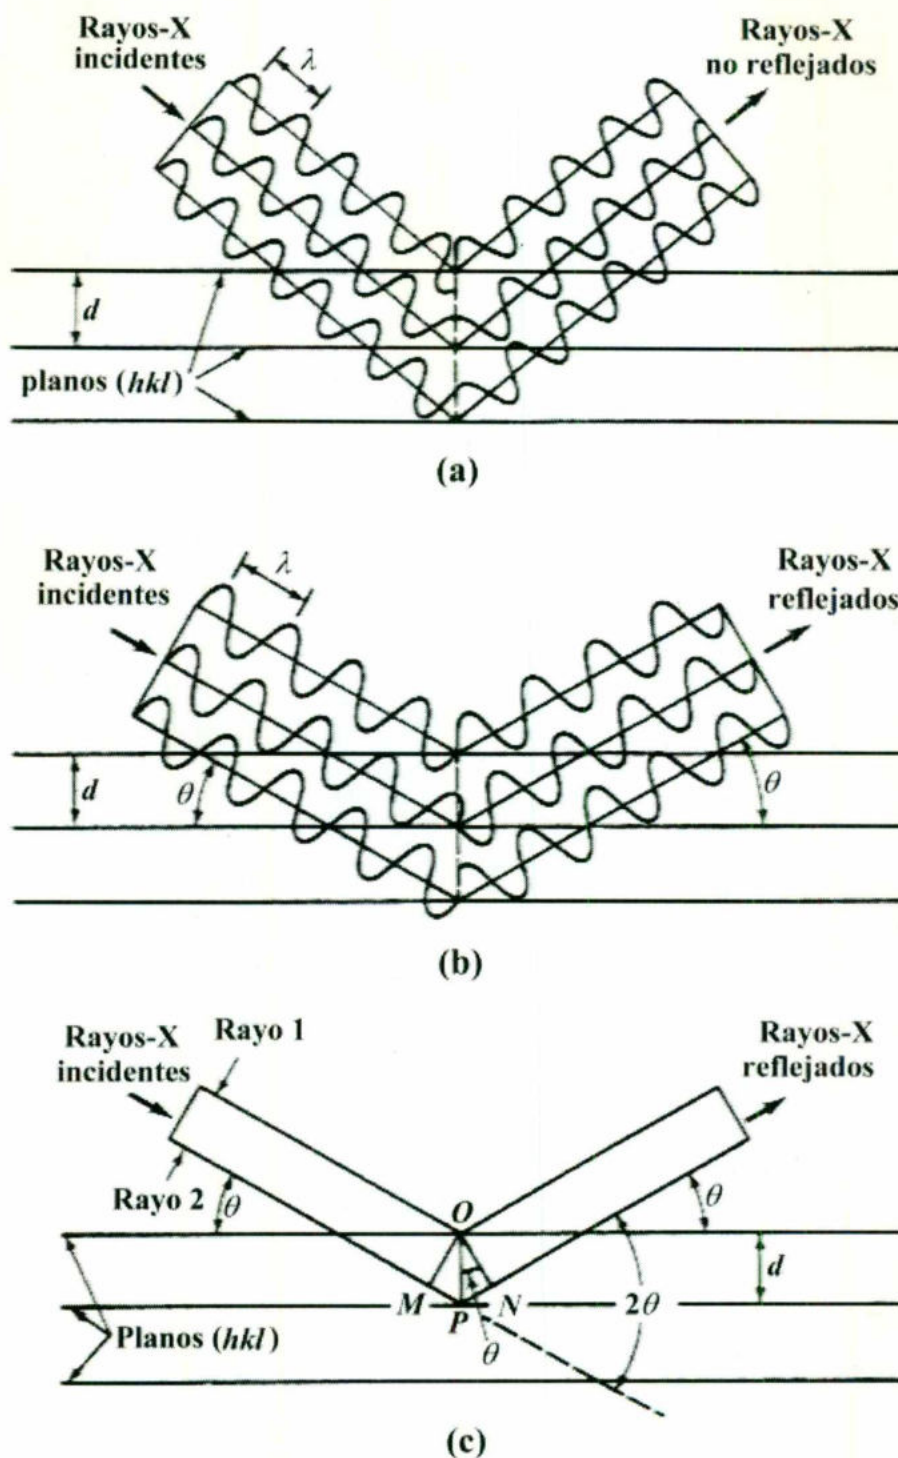 Rayos-X
incidentes
λ
Rayos-X
no reflejados
d
planos (hkl)
(a)
Rayos-X
incidentes
λ
Rayos-X
reflejados
d
θ
θ
(b)
Rayos-X
incidentes
Rayo 1
Rayos-X
reflejados
Rayo 2
θ
O
θ
d
M
P
N
2θ
Planos (hkl)
θ
(c)